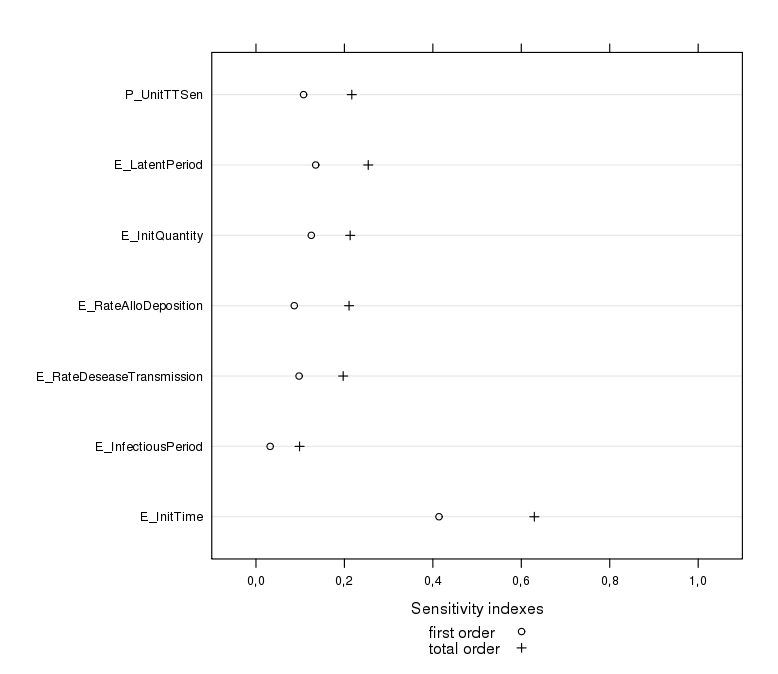 P_UnitTTSen
E_LatentPeriod
E_InitQuantity
E_RateAlloDeposition
E_RateDeseaseTransmission
E_InfectiousPeriod
E_InitTime
0,0 0,2 0,4 0,6 0,8 1,0
Sensitivity indexes
first order
total order